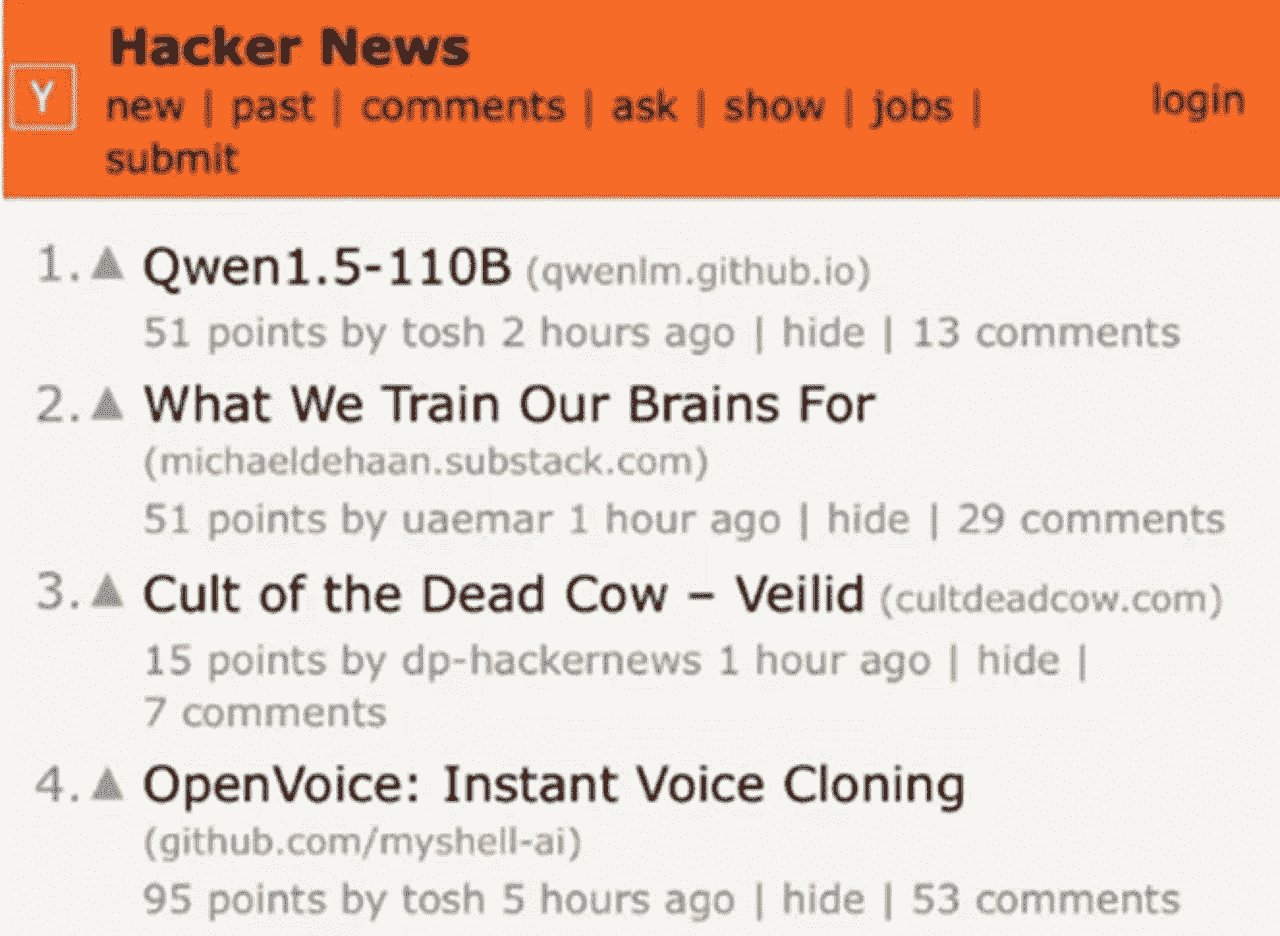 Hacker News
Y
new | past | comments | ask | show | jobs |
login
submit
1. ▲ Qwen1.5-110B (qwenlm.github.io)
51 points by tosh 2 hours ago | hide | 13 comments
2. ▲ What We Train Our Brains For
(michaeldehaan.substack.com)
51 points by uaemar 1 hour ago | hide | 29 comments
3. ▲ Cult of the Dead Cow – Veilid (cultdeadcow.com)
15 points by dp-hackernews 1 hour ago | hide |
7 comments
4. ▲ OpenVoice: Instant Voice Cloning
(github.com/myshell-ai)
95 points by tosh 5 hours ago | hide | 53 comments